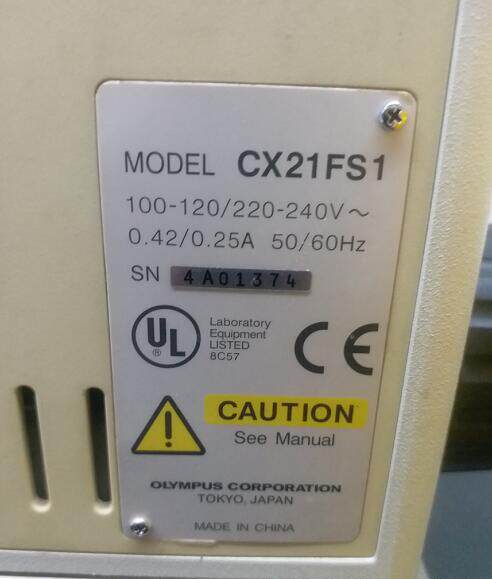 MODEL CX21FS1
100-120/220-240V～
0.42/0.25A 50/60Hz
SN 4A01374
UL
®
Laboratory
Equipment
LISTED
8C57
CE
CAUTION
See Manual
OLYMPUS CORPORATION
TOKYO, JAPAN
MADE IN CHINA